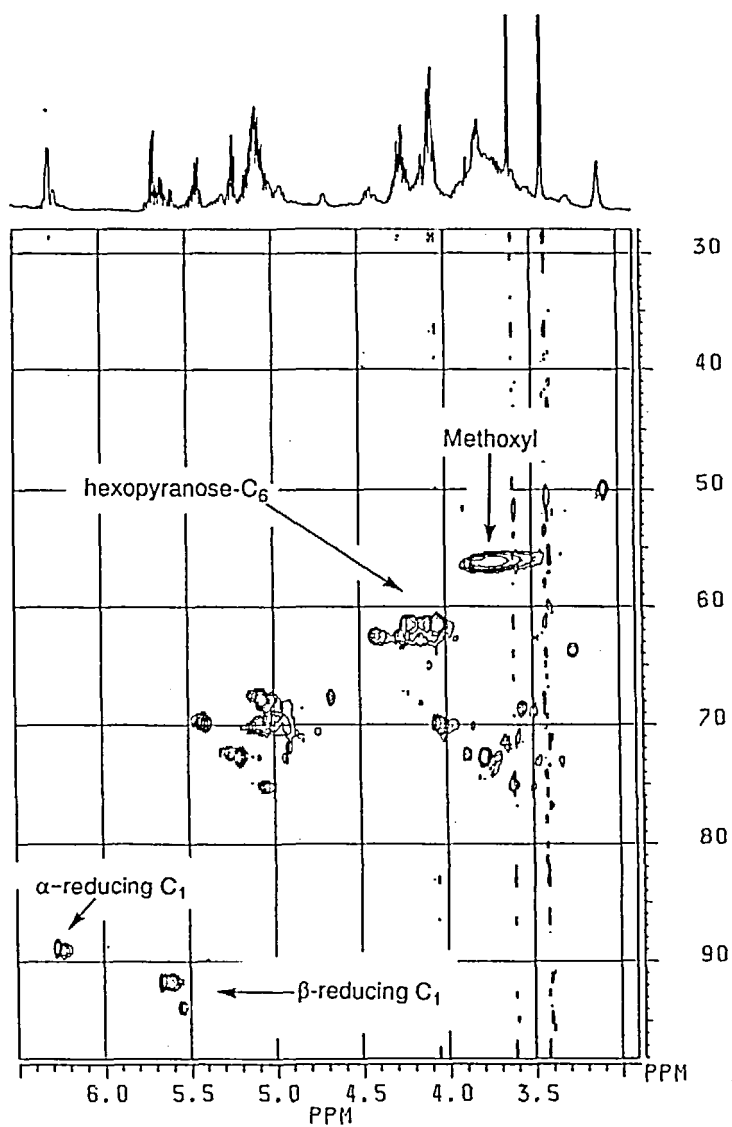 30
40
Methoxyl
50
hexopyranose-C6
60
70
80
α-reducing C1
90
β-reducing C1
PPM
6.0 5.5 5.0 4.5 4.0 3.5
PPM